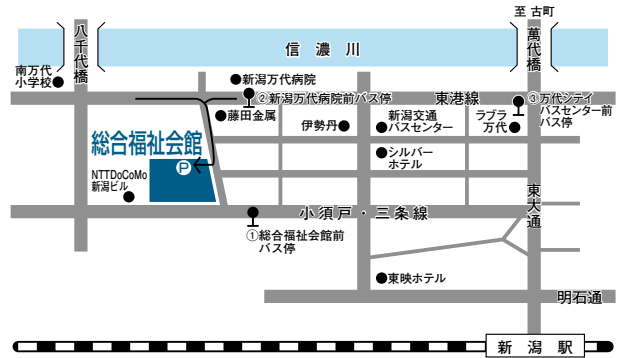 至 古町
八千代橋
信濃川
萬代橋
南万代
小学校
新潟万代病院
②新潟万代病院前バス停
東港線
③万代シテイ
バスセンター前
バス停
藤田金属
伊勢丹
新潟交通
バスセンター
ラブラ
万代
総合福祉会館
P
シルバー
ホテル
NTTDoCoMo
新潟ビル
東大通
小須戸・三条線
①総合福祉会館前
バス停
東映ホテル
明石通
新潟駅